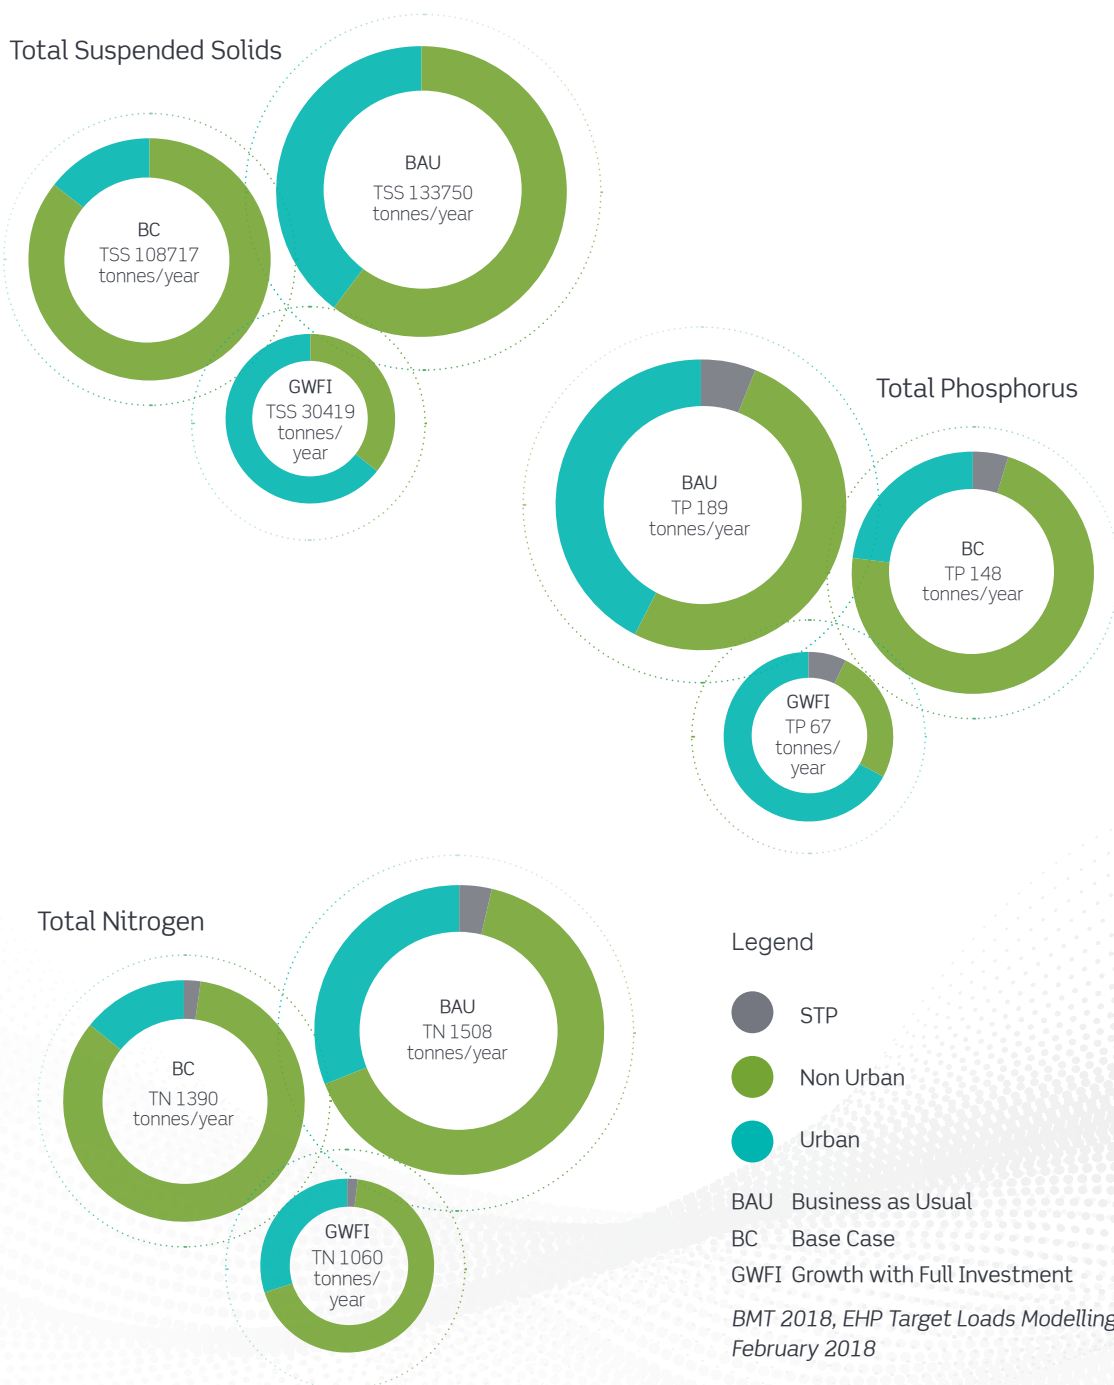 Total Suspended Solids
BAU
TSS 133750
tonnes/year
BC
TSS 108717
tonnes/year
GWFI
TSS 30419
tonnes/
year
Total Phosphorus
BAU
TP 189
tonnes/year
BC
TP 148
tonnes/year
GWFI
TP 67
tonnes/
year
Total Nitrogen
BAU
TN 1508
tonnes/year
BC
TN 1390
tonnes/year
GWFI
TN 1060
tonnes/
year
Legend
STP
Non Urban
Urban
BAU Business as Usual
BC Base Case
GWFI Growth with Full Investment
BMT 2018, EHP Target Loads Modelling
February 2018